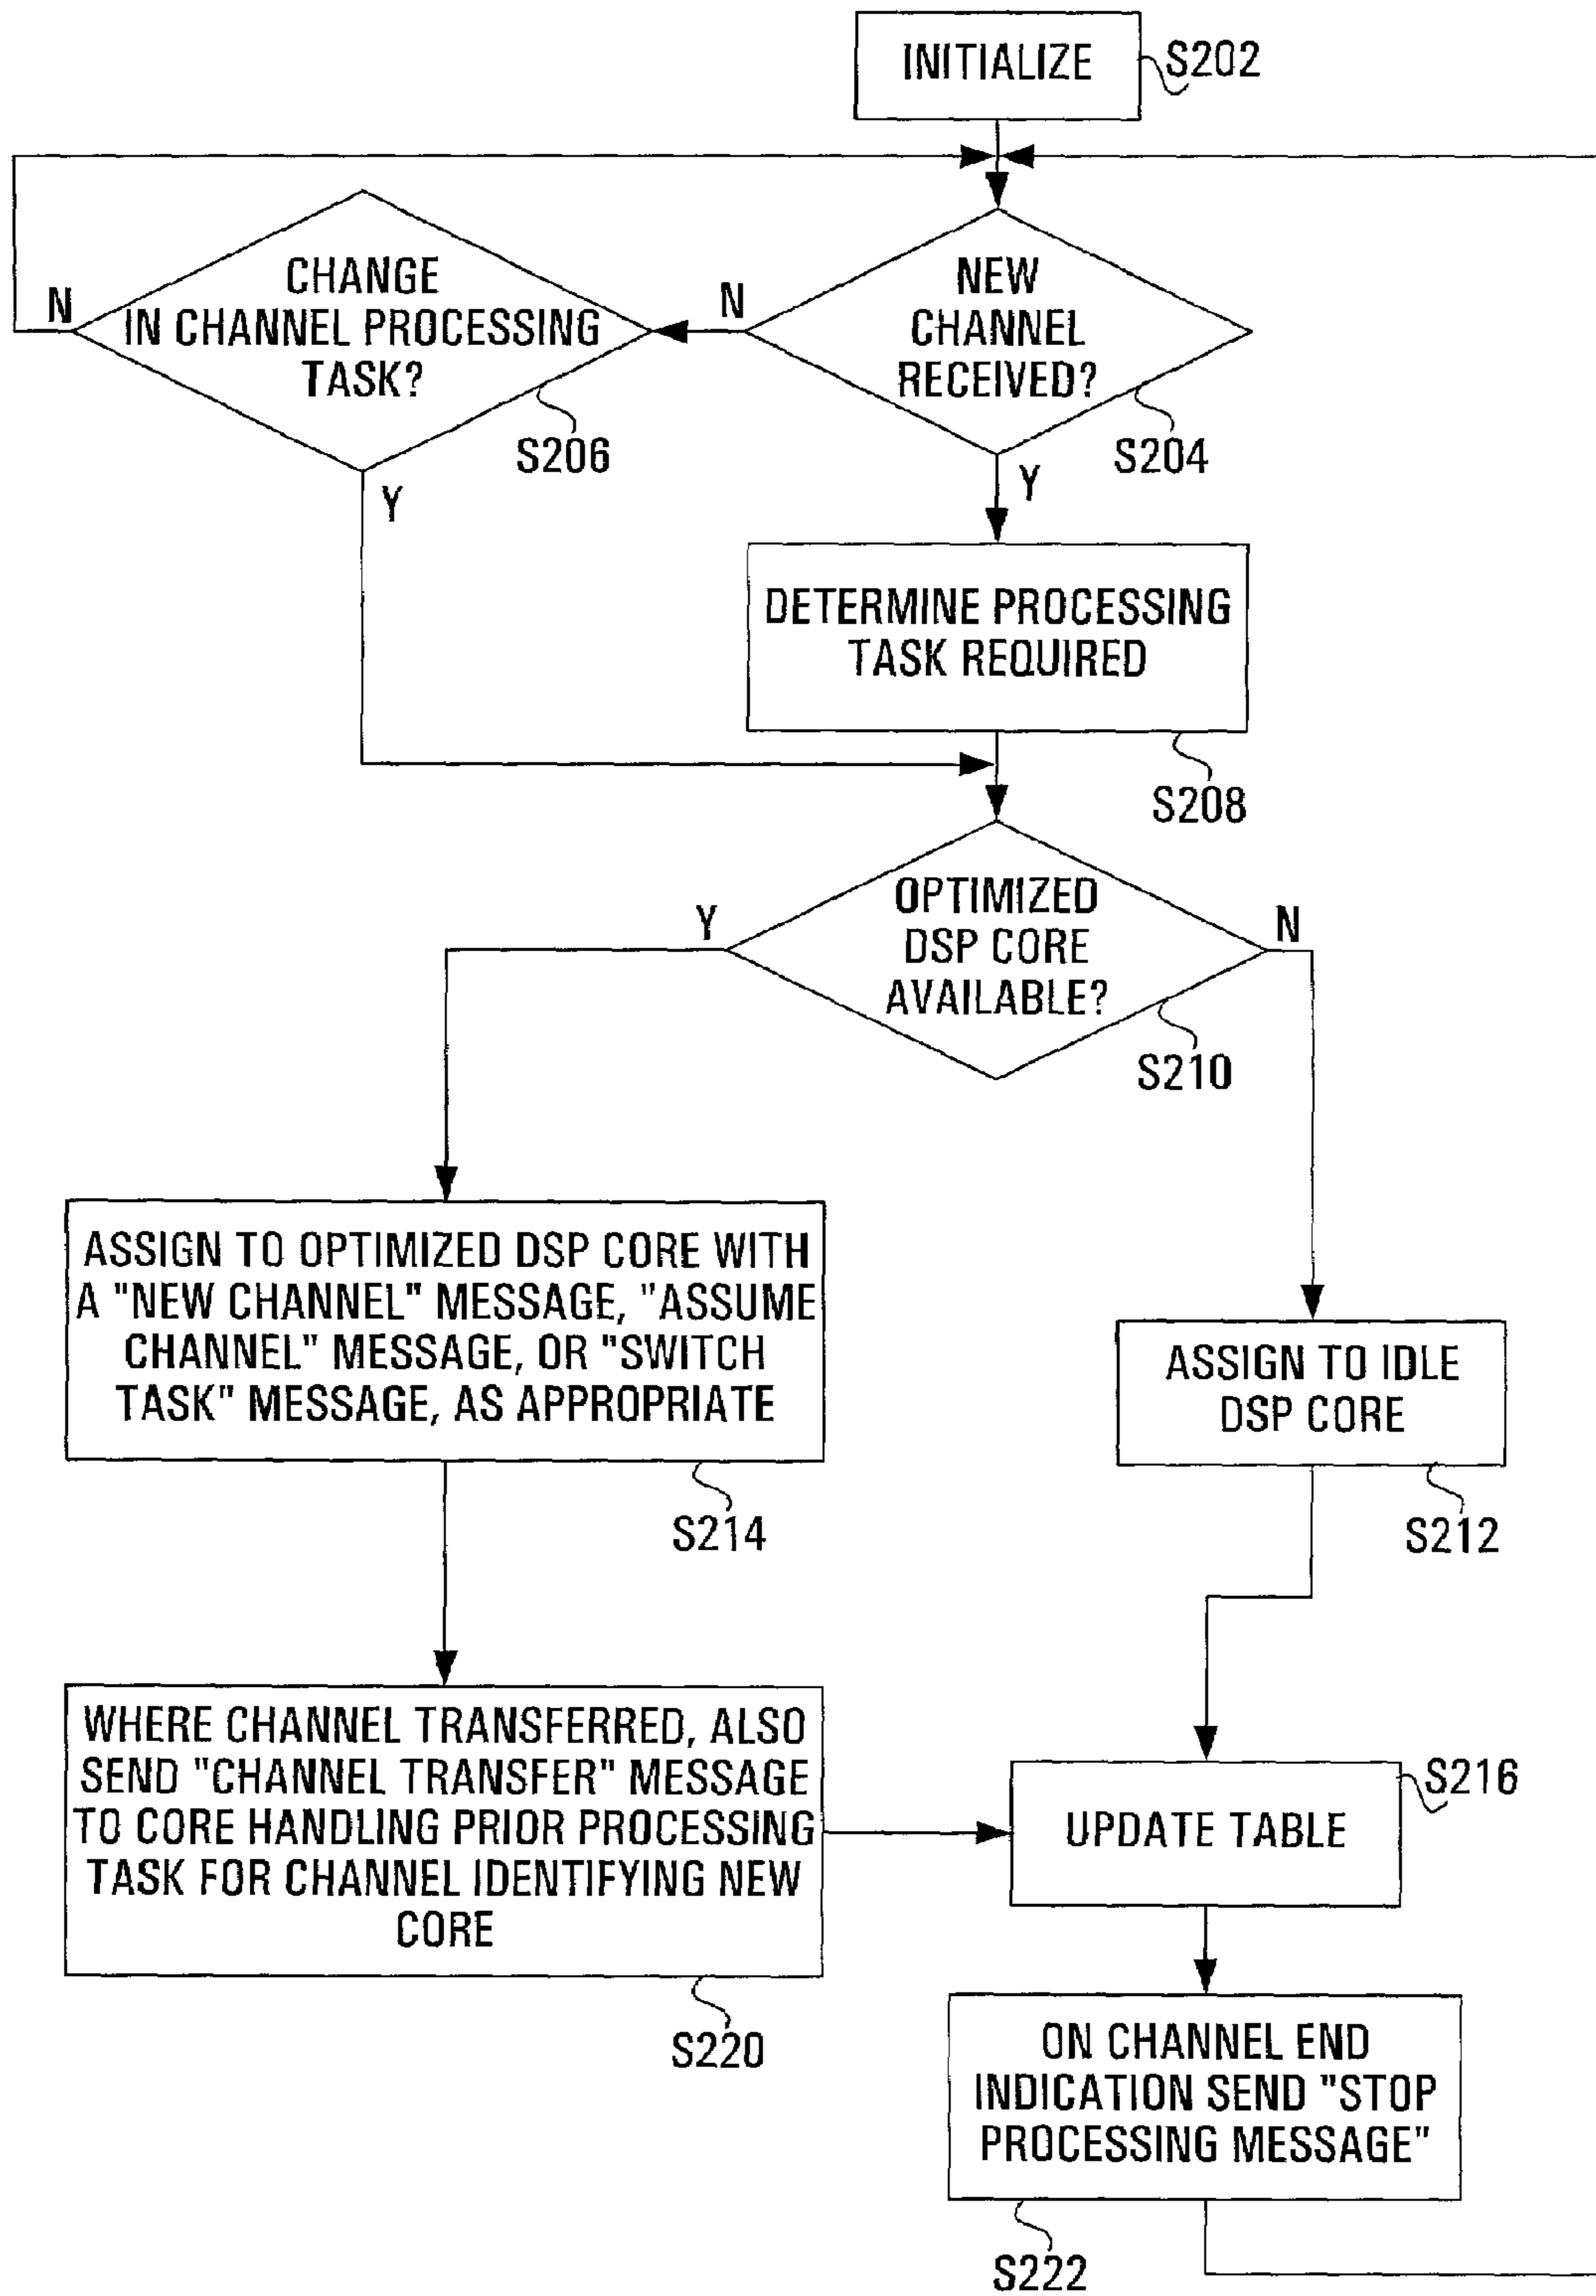 INITIALIZE
S202
CHANGE
IN CHANNEL PROCESSING
TASK?
N
Y
S206
NEW
CHANNEL
RECEIVED?
N
Y
S204
DETERMINE PROCESSING
TASK REQUIRED
S208
OPTIMIZED
DSP CORE
AVAILABLE?
Y
N
S210
ASSIGN TO OPTIMIZED DSP CORE WITH
A "NEW CHANNEL" MESSAGE, "ASSUME
CHANNEL" MESSAGE, OR "SWITCH
TASK" MESSAGE, AS APPROPRIATE
S214
ASSIGN TO IDLE
DSP CORE
S212
WHERE CHANNEL TRANSFERRED, ALSO
SEND "CHANNEL TRANSFER" MESSAGE
TO CORE HANDLING PRIOR PROCESSING
TASK FOR CHANNEL IDENTIFYING NEW
CORE
S220
UPDATE TABLE
S216
ON CHANNEL END
INDICATION SEND "STOP
PROCESSING MESSAGE"
S222